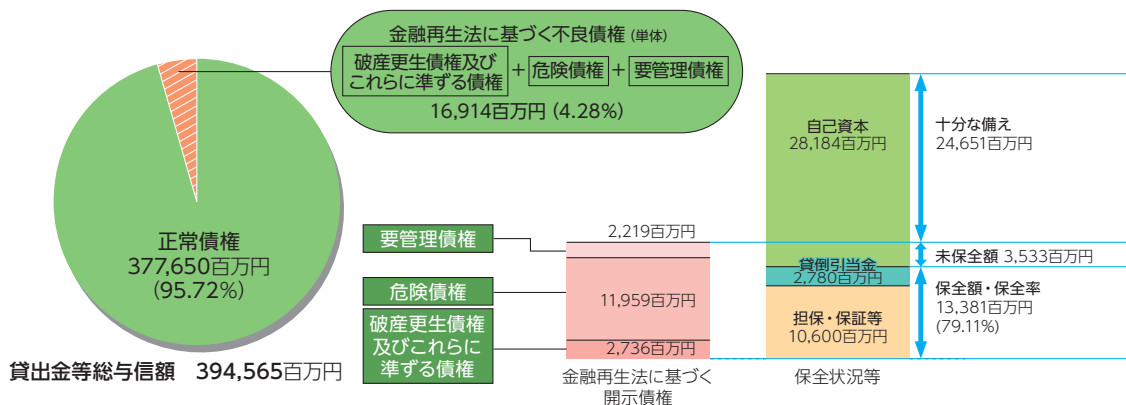 金融再生法に基づく不良債権 (単体)
破産更生債権及び
これらに準ずる債権
+ 危険債権 + 要管理債権
16,914百万円 (4.28%)
正常債権
377,650百万円
(95.72%)
貸出金等総与信額 394,565百万円
要管理債権
危険債権
破産更生債権
及びこれらに
準ずる債権
2,219百万円
11,959百万円
2,736百万円
金融再生法に基づく
開示債権
自己資本
28,184百万円
貸倒引当金
2,780百万円
担保・保証等
10,600百万円
保全状況等
十分な備え
24,651百万円
未保全額 3,533百万円
保全額・保全率
13,381百万円
(79.11%)